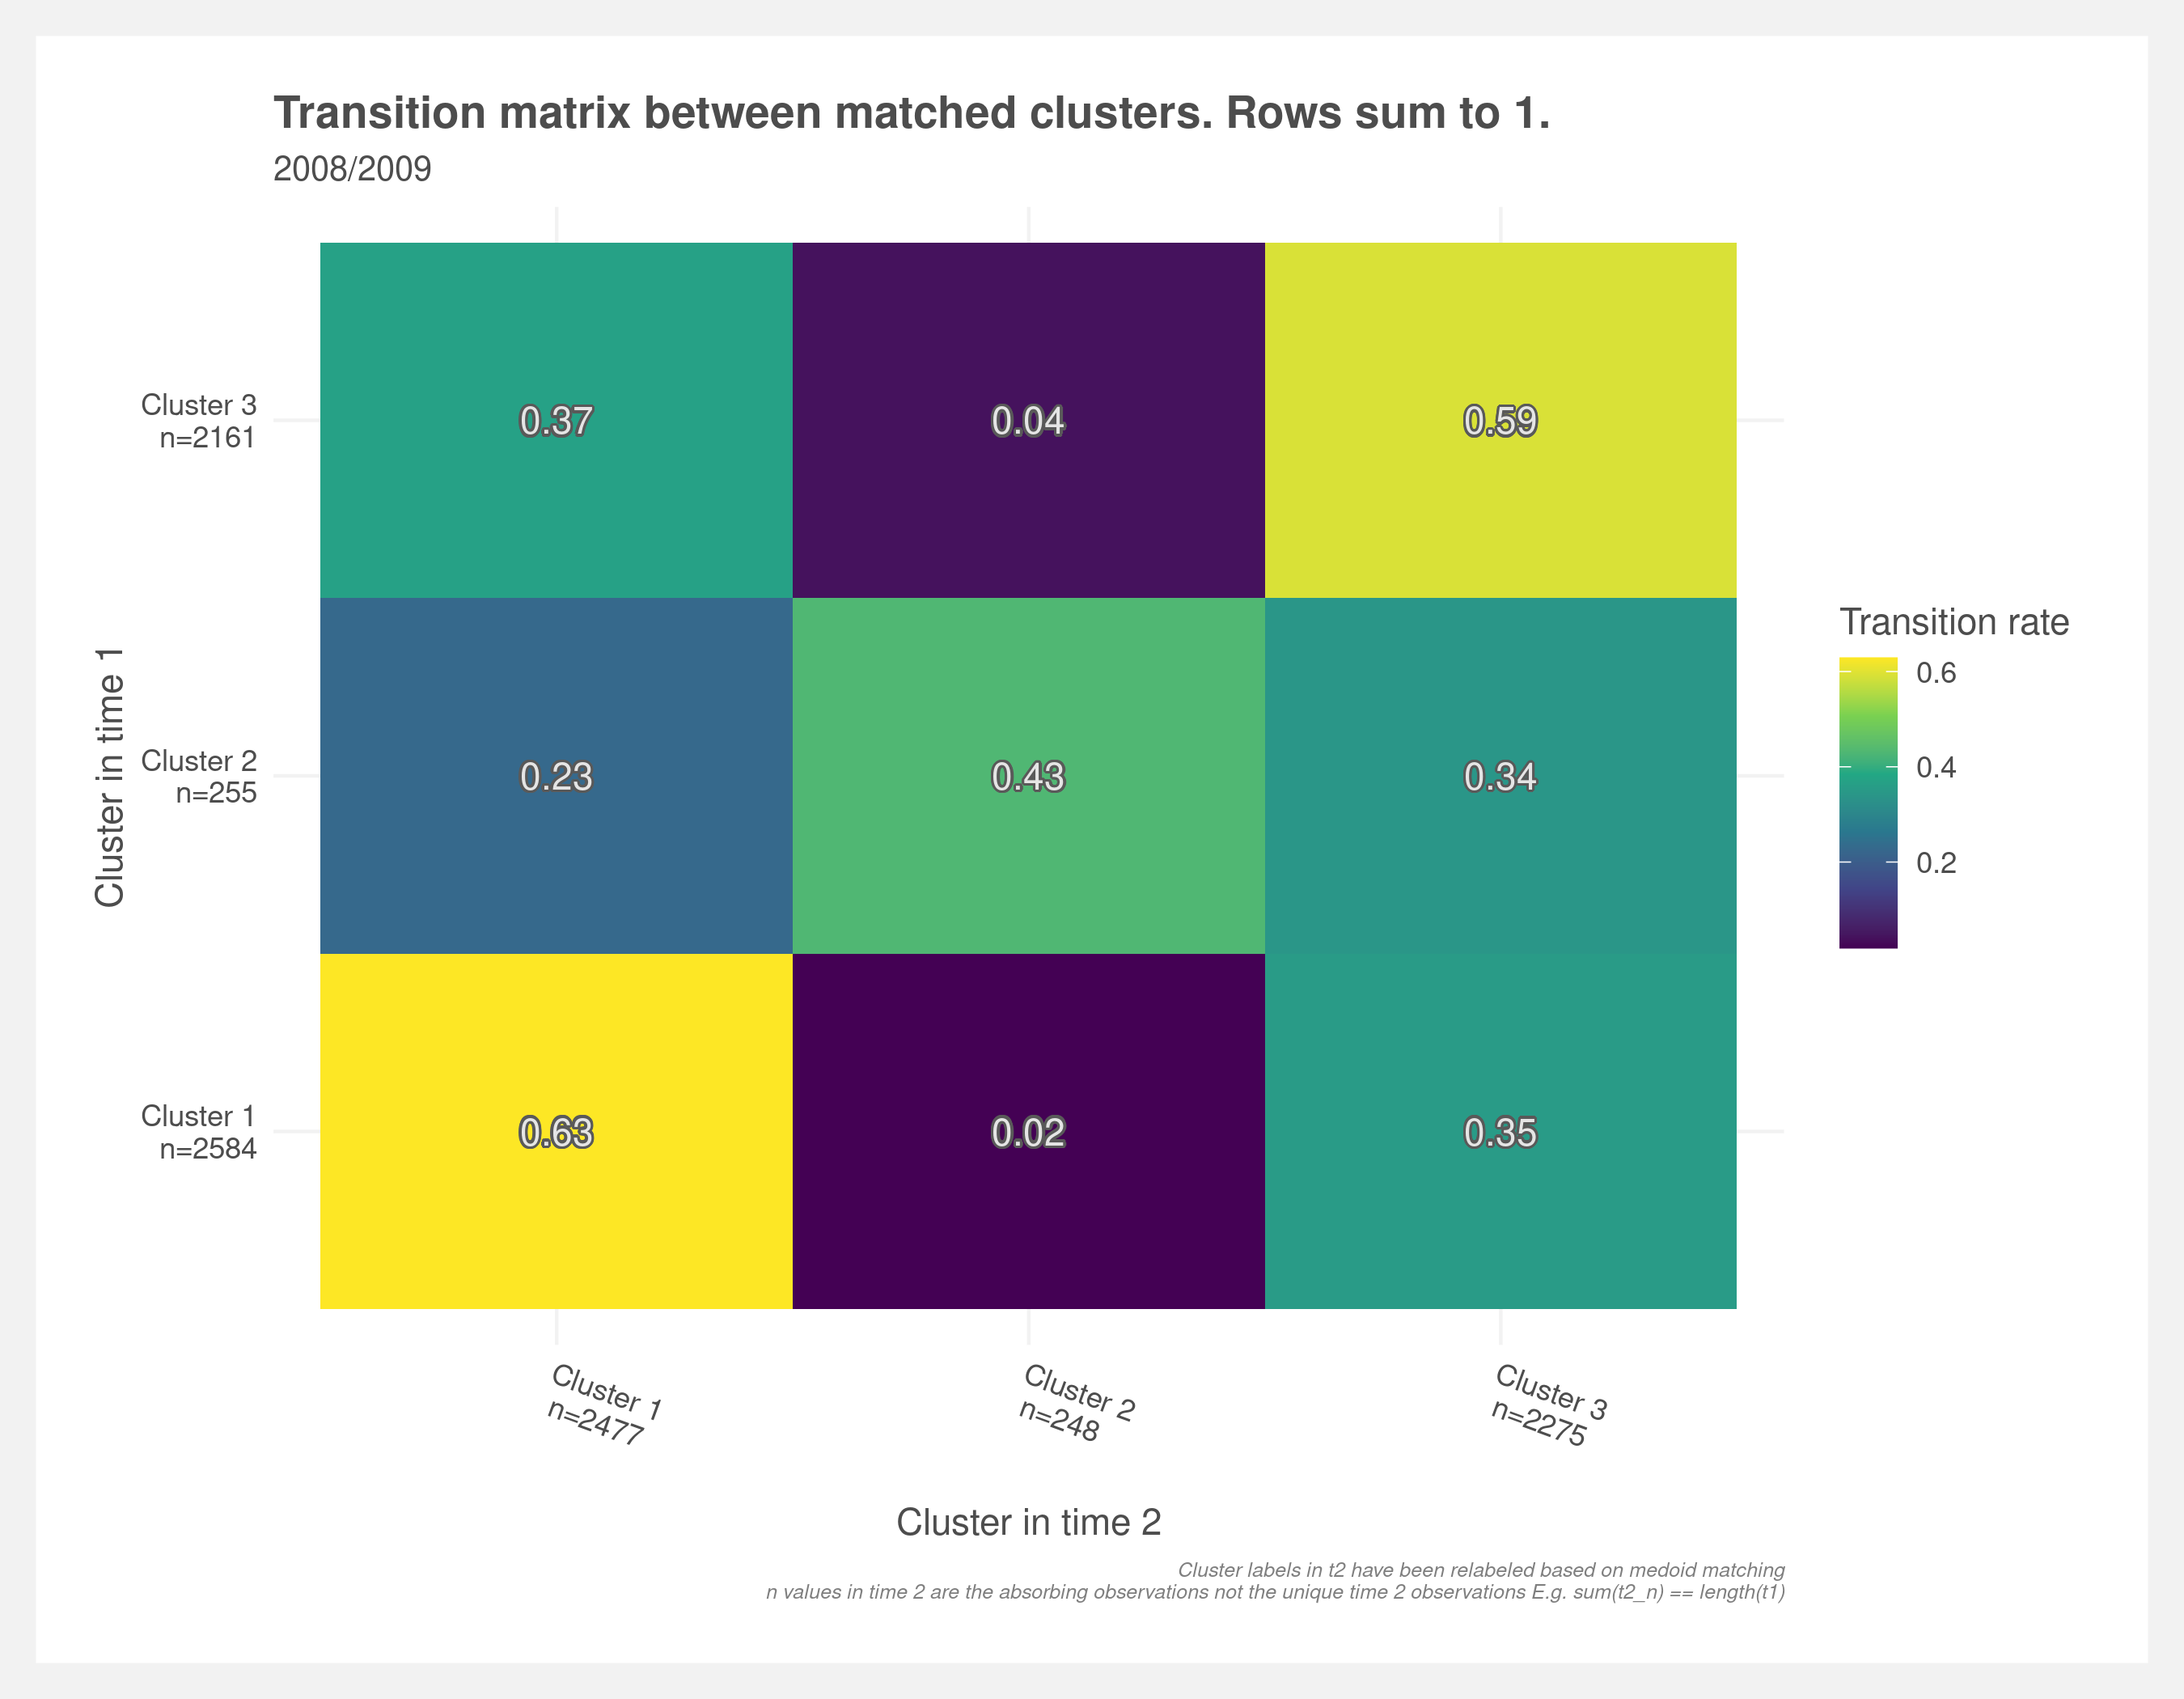 Transition matrix between matched clusters. Rows sum to 1.
2008/2009
Cluster in time 1
Cluster 3
n=2161
0.37
0.04
0.59
Cluster 2
n=255
0.23
0.43
0.34
Cluster 1
n=2584
0.63
0.02
0.35
Cluster 1
n=2477
Cluster 2
n=248
Cluster 3
n=2275
Cluster in time 2
Transition rate
0.6
0.4
0.2
Cluster labels in t2 have been relabeled based on medoid matching
n values in time 2 are the absorbing observations not the unique time 2 observations E.g. sum(t2_n) == length(t1)